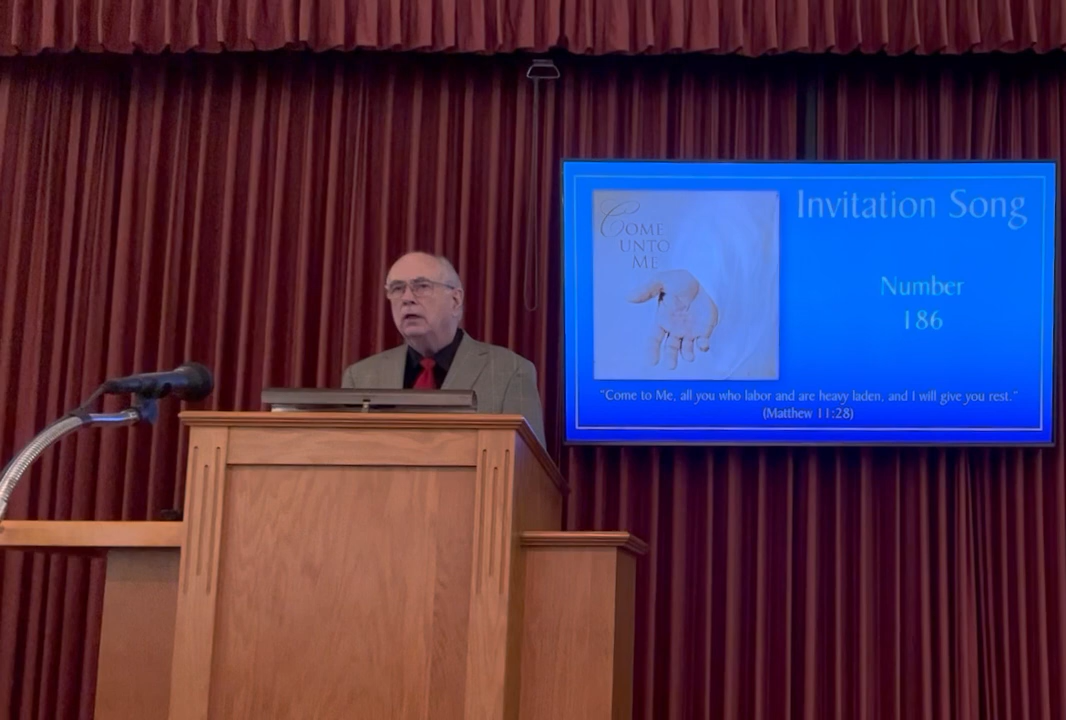 Invitation Song
COME
UNTO
ME
Number
186
“Come to Me, all you who labor and are heavy laden, and I will give you rest.”
(Matthew 11:28)